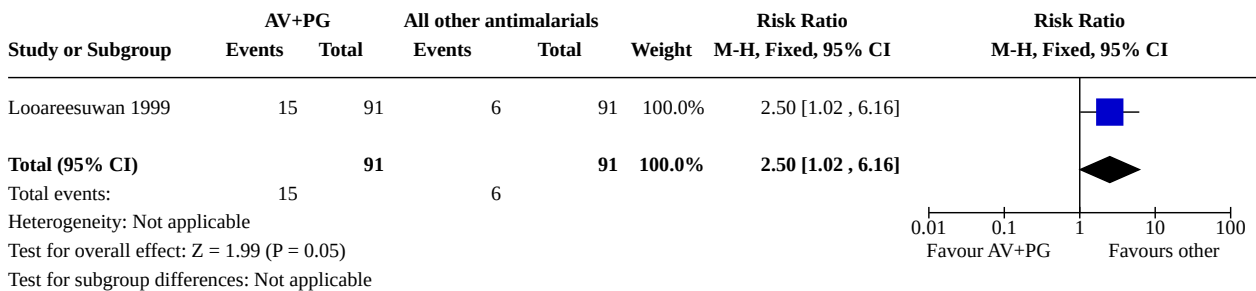 AV+PG All other antimalarials Risk Ratio Risk Ratio
Study or Subgroup Events Total Events Total Weight M-H, Fixed, 95% CI M-H, Fixed, 95% CI
Looareesuwan 1999 15 91 6 91 100.0% 2.50 [1.02 , 6.16]
Total (95% CI) 91 91 100.0% 2.50 [1.02 , 6.16]
Total events: 15 6
Heterogeneity: Not applicable
0.01 0.1 1 10 100
Test for overall effect: Z = 1.99 (P = 0.05) Favour AV+PG Favours other
Test for subgroup differences: Not applicable